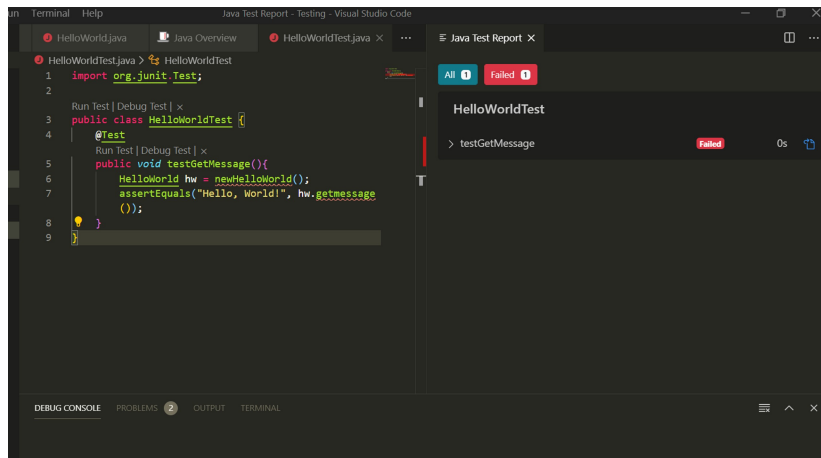 un Terminal Help Java Test Report - Testing - Visual Studio Code
HelloWorld.java Java Overview HelloWorldTest.java × ···
HelloWorldTest.java > HelloWorldTest
1 import org.junit.Test;
2
Run Test | Debug Test | ×
3 public class HelloWorldTest {
4 @Test
Run Test | Debug Test | ×
5 public void testGetMessage(){
6 HelloWorld hw = newHelloWorld();
7 assertEquals("Hello, World!", hw.getmessage
());
8 }
9 }
Java Test Report ×
All 1 Failed 1
HelloWorldTest
> testGetMessage Failed 0s
T
DEBUG CONSOLE PROBLEMS 2 OUTPUT TERMINAL